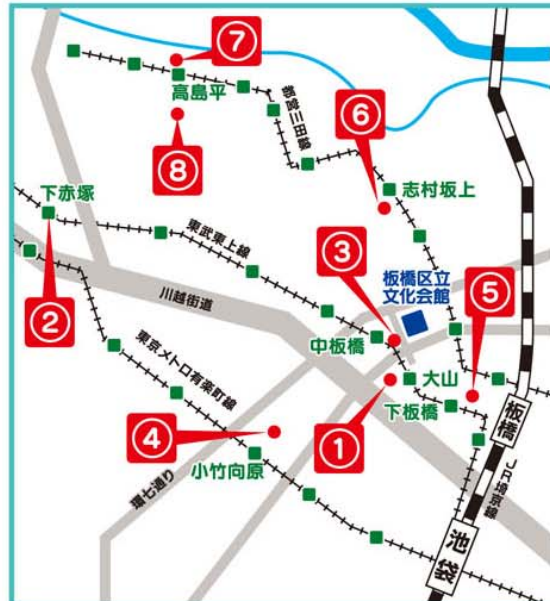 ⑦
高島平
都営三田線
⑥
⑧
志村坂上
下赤塚
東武東上線
③
板橋区立
文化会館
⑤
②
川越街道
中板橋
大山
東京メトロ有楽町線
下板橋
板橋
④
①
小竹向原
環七通り
JR埼京線
池袋